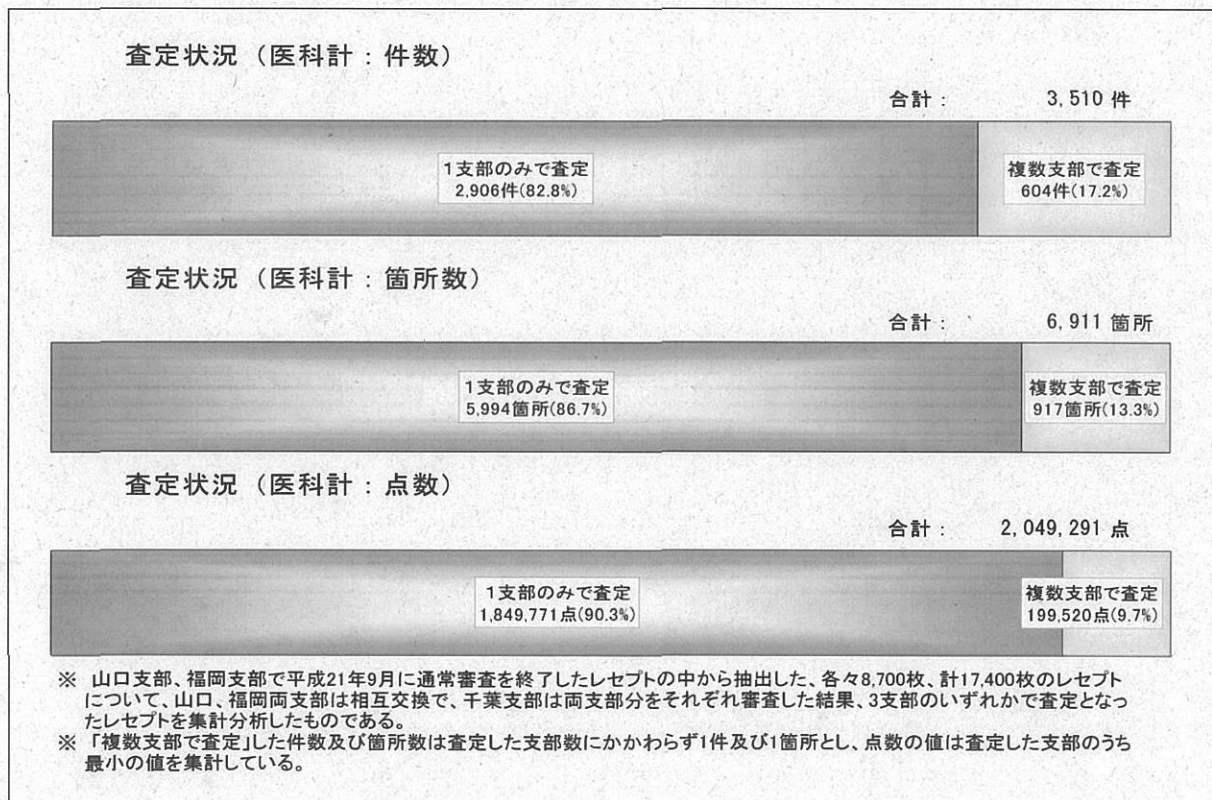 査定状況（医科計：件数）
合計： 3,510 件
1支部のみで査定
2,906件(82.8%)
複数支部で査定
604件(17.2%)
査定状況（医科計：箇所数）
合計： 6,911 箇所
1支部のみで査定
5,994箇所(86.7%)
複数支部で査定
917箇所(13.3%)
査定状況（医科計：点数）
合計： 2,049,291 点
1支部のみで査定
1,849,771点(90.3%)
複数支部で査定
199,520点(9.7%)
※ 山口支部、福岡支部で平成21年9月に通常審査を終了したレセプトの中から抽出した、各々8,700枚、計17,400枚のレセプト
について、山口、福岡両支部は相互交換で、千葉支部は両支部分をそれぞれ審査した結果、3支部のいずれかで査定となっ
たレセプトを集計分析したものである。
※ 「複数支部で査定」した件数及び箇所数は査定した支部数にかかわらず1件及び1箇所とし、点数の値は査定した支部のうち
最小の値を集計している。